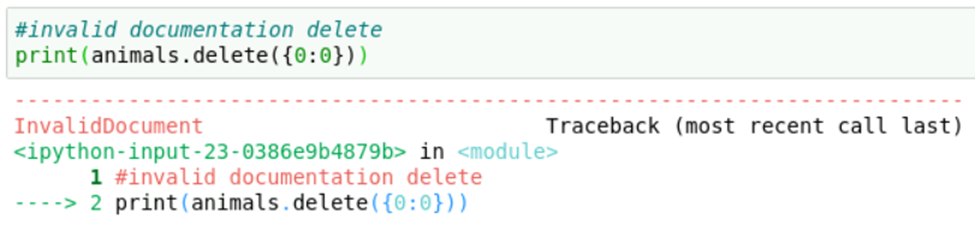 #invalid documentation delete
print(animals.delete({0:0}))
---------------------------------------------------------------------------
InvalidDocument                           Traceback (most recent call last)
<ipython-input-23-0386e9b4879b> in <module>
      1 #invalid documentation delete
----> 2 print(animals.delete({0:0}))